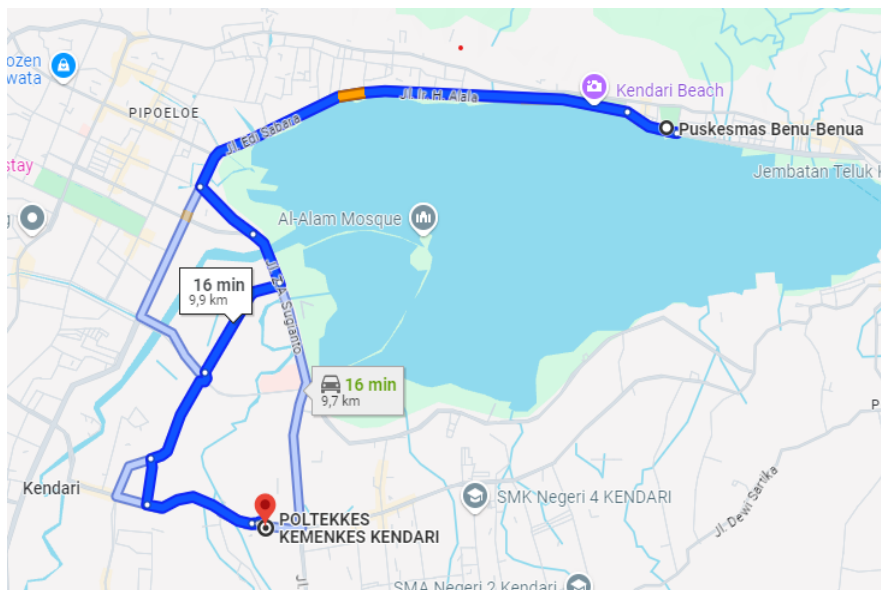 ozen
wata
PIPOELOE
Jl. Edi Sabara
Jl. Ir. H. Alala
Kendari Beach
Puskesmas Benu-Benua
Jembatan Teluk K
stay
g
Al-Alam Mosque
16 min
9,9 km
Jl. Z.A. Sugianto
16 min
9,7 km
P
Kendari
SMK Negeri 4 KENDARI
Jl. Dewi Sartika
POLTEKKES
KEMENKES KENDARI
SMA Negeri 2 Kendari